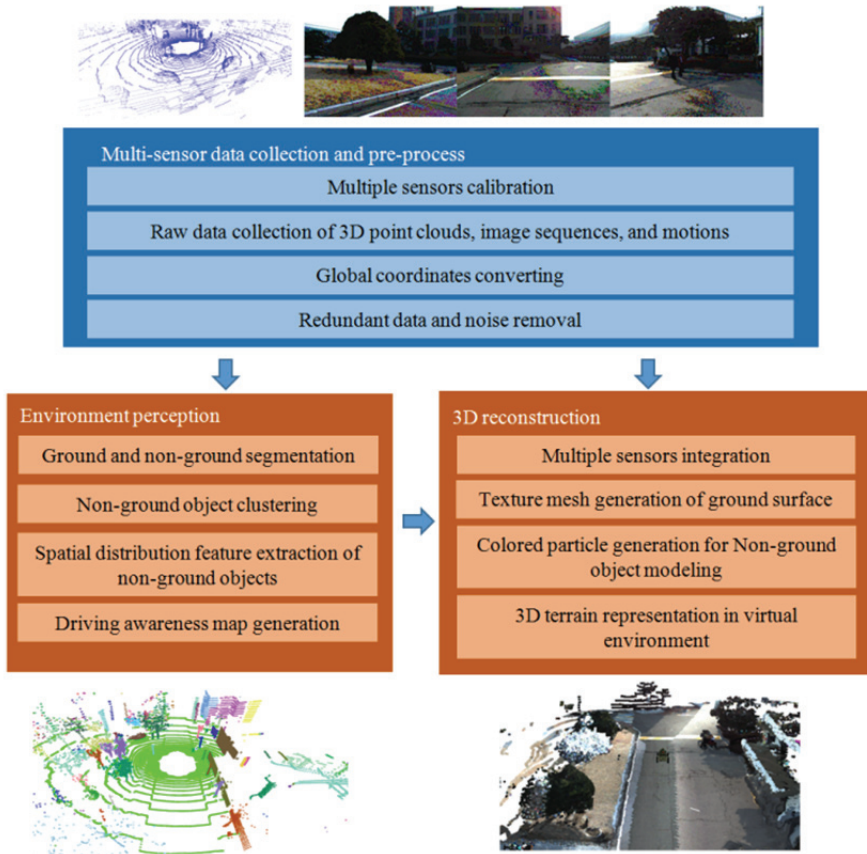 Multi-sensor data collection and pre-process
Multiple sensors calibration
Raw data collection of 3D point clouds, image sequences, and motions
Global coordinates converting
Redundant data and noise removal
Environment perception
Ground and non-ground segmentation
Non-ground object clustering
Spatial distribution feature extraction of
non-ground objects
Driving awareness map generation
3D reconstruction
Multiple sensors integration
Texture mesh generation of ground surface
Colored particle generation for Non-ground
object modeling
3D terrain representation in virtual
environment